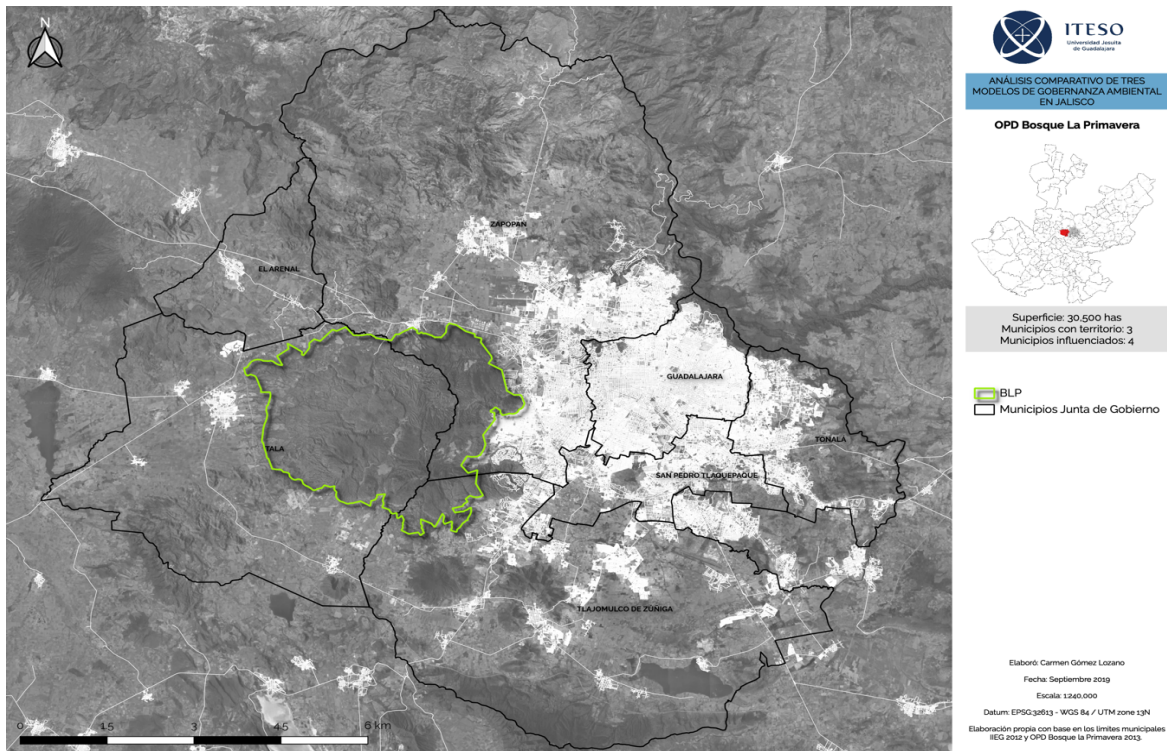 N
ZAPOPAN
EL ARENAL
GUADALAJARA
TONALÁ
TALA
SAN PEDRO TLAQUEPAQUE
TLAJOMULCO DE ZÚÑIGA
0 1.5 3 4.5 6 km
ITESO
Universidad Jesuita
de Guadalajara
ANÁLISIS COMPARATIVO DE TRES
MODELOS DE GOBERNANZA AMBIENTAL
EN JALISCO
OPD Bosque La Primavera
Superficie: 30.500 has
Municipios con territorio: 3
Municipios influenciados: 4
BLP
Municipios Junta de Gobierno
Elaboró: Carmen Gómez Lozano
Fecha: Septiembre 2019
Escala: 1:240,000
Datum: EPSG:32613 - WGS 84 / UTM zone 13N
Elaboración propia con base en los límites municipales
IIEG 2012 y OPD Bosque la Primavera 2013.